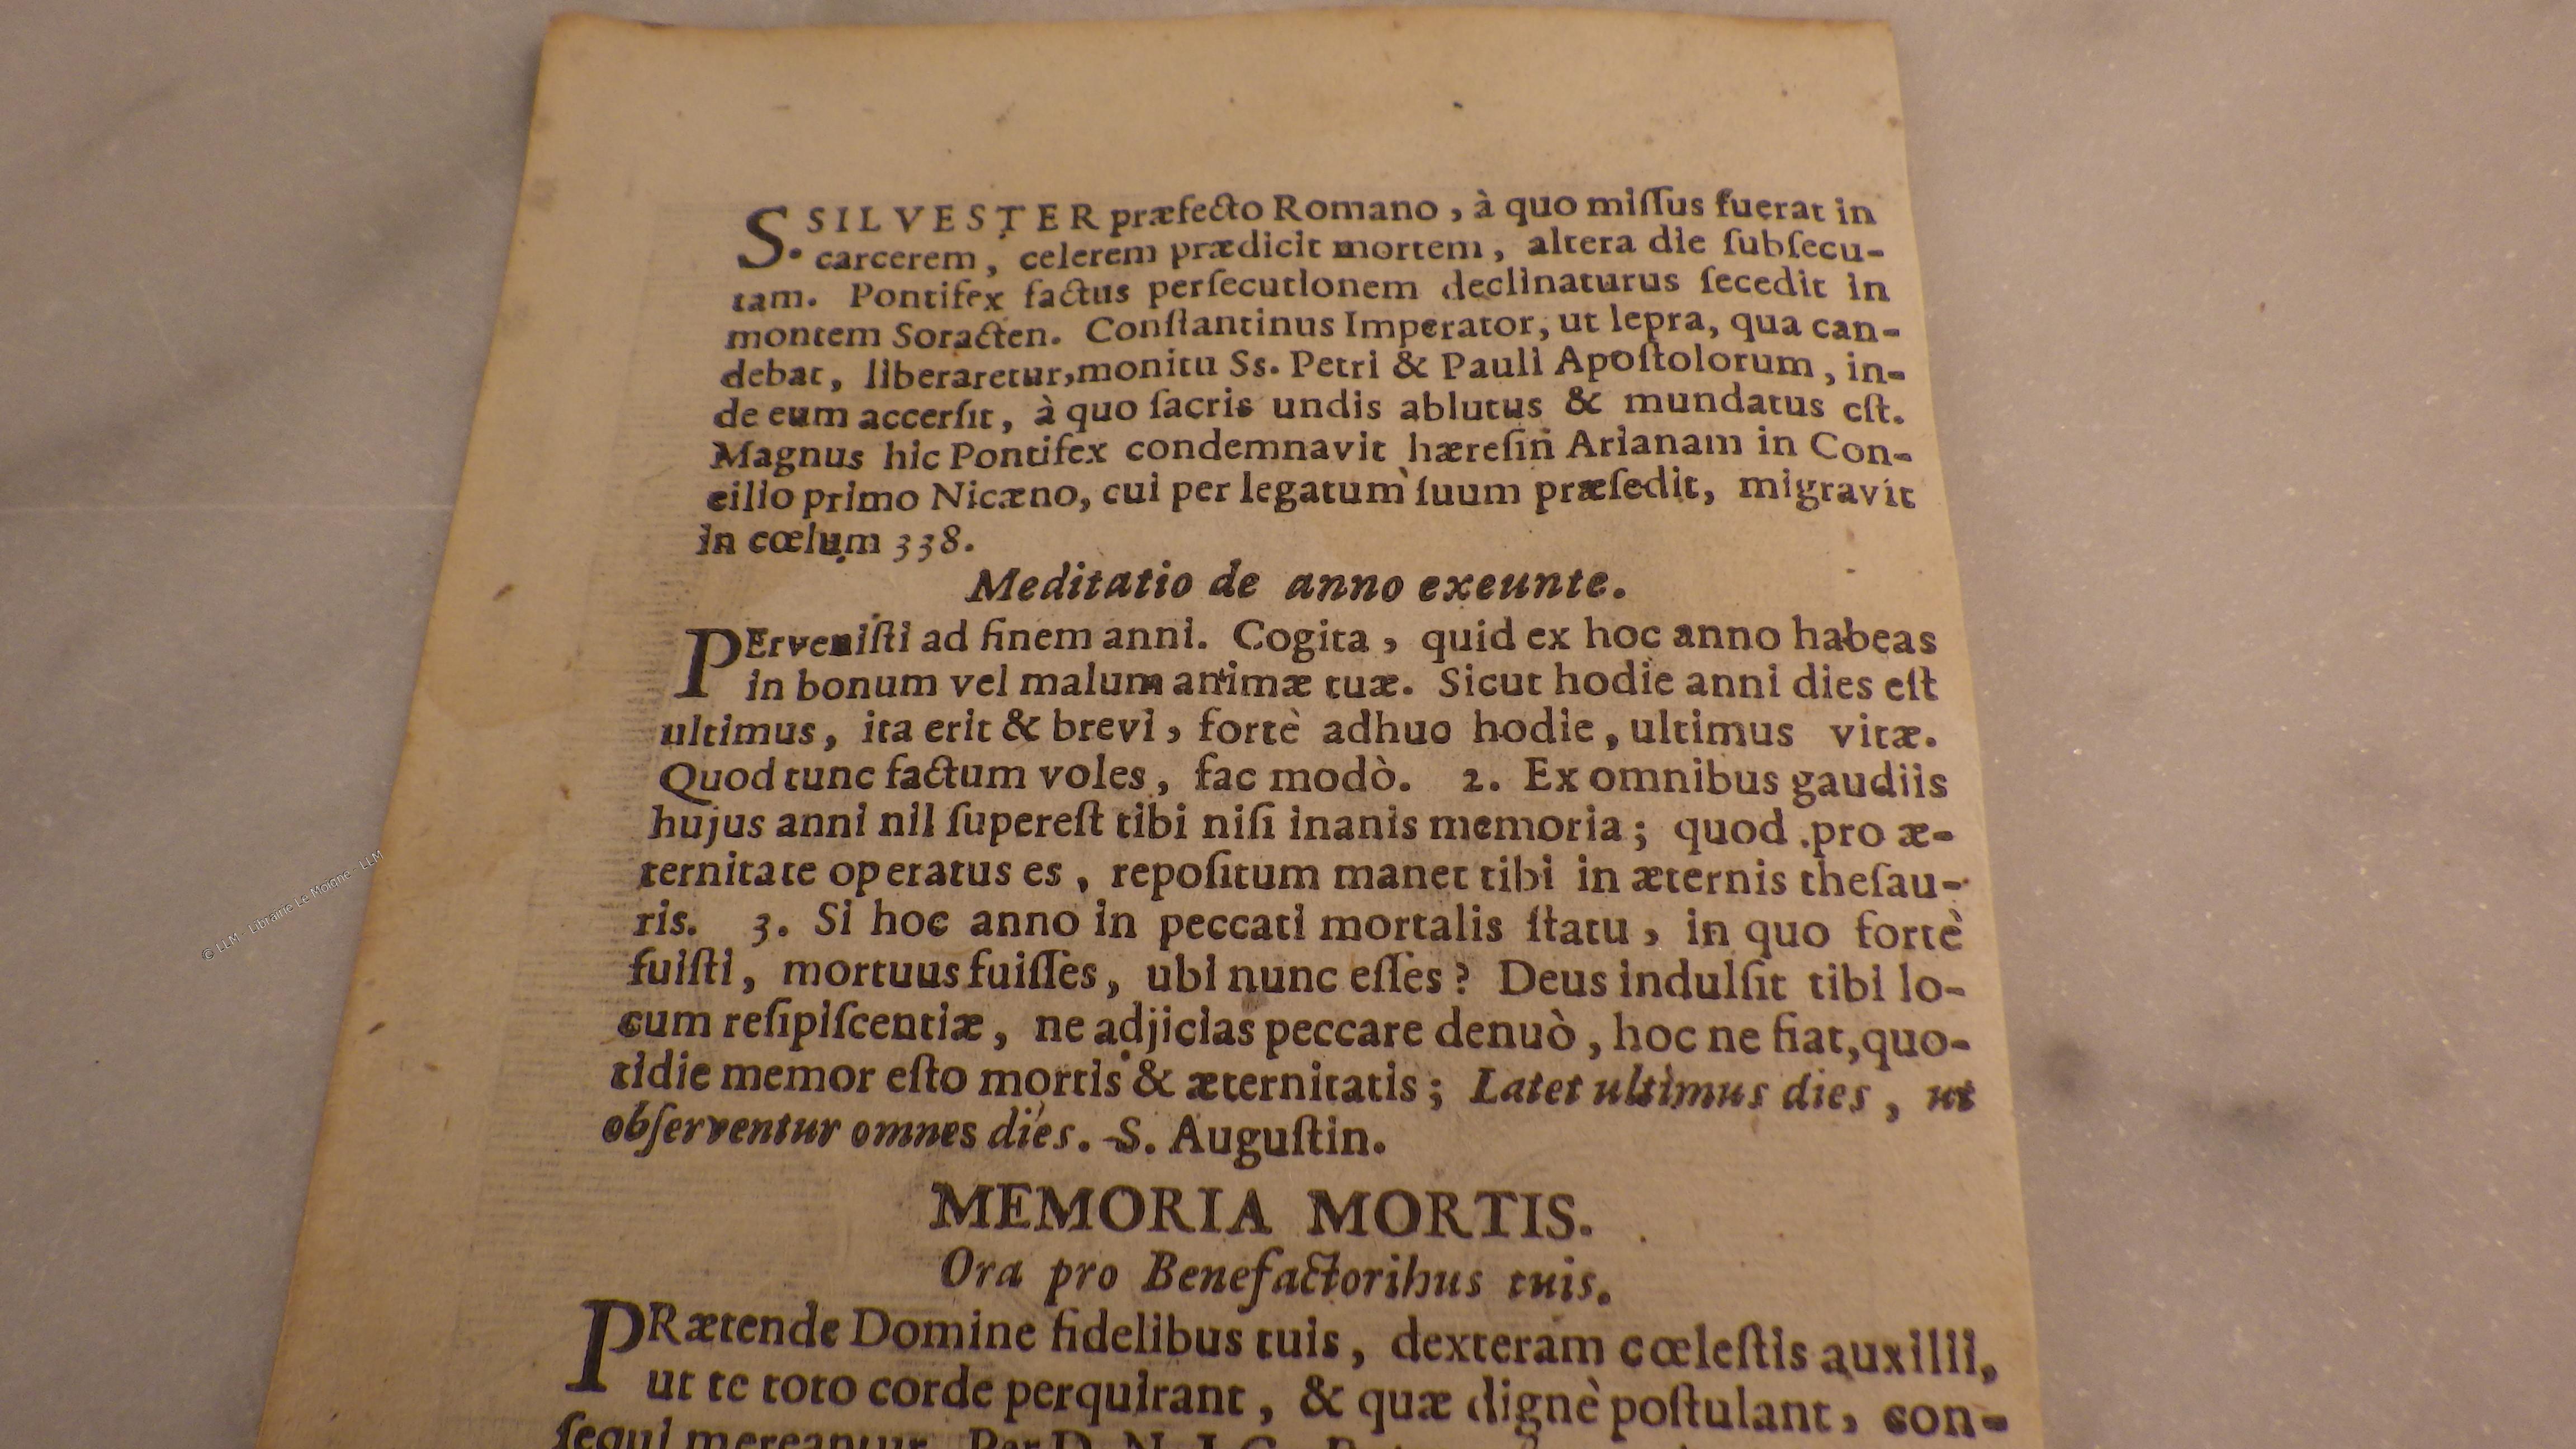 S. SILVESTER præfecto Romano, à quo miſſus fuerat in
carcerem, celerem prædicit mortem, altera die ſubſecu-
tam. Pontifex factus perſecutionem declinaturus ſecedit in
montem Soracten. Conſtantinus Imperator, ut lepra, qua can-
debat, liberaretur, monitu Ss. Petri & Pauli Apoſtolorum, in-
de eum accerſit, à quo ſacris undis ablutus & mundatus eſt.
Magnus hic Pontifex condemnavit hæreſin Arianam in Con-
cilio primo Nicæno, cui per legatum ſuum præſedit, migravit
in cœlum 338.
Meditatio de anno exeunte.
PErveniſti ad finem anni. Cogita, quid ex hoc anno habeas
in bonum vel malum animæ tuæ. Sicut hodie anni dies eſt
ultimus, ita erit & brevi, fortè adhuc hodie, ultimus vitæ.
Quod tunc factum voles, fac modò. 2. Ex omnibus gaudiis
hujus anni nil ſupereſt tibi niſi inanis memoria; quod pro æ-
ternitate operatus es, repoſitum manet tibi in æternis theſau-
ris. 3. Si hoc anno in peccati mortalis ſtatu, in quo fortè
fuiſti, mortuus fuiſſes, ubi nunc eſſes? Deus indulſit tibi lo-
cum reſipiſcentiæ, ne adjicias peccare denuò, hoc ne fiat, quo-
tidie memor eſto mortis & æternitatis; Latet ultimus dies, ut
obſerventur omnes dies. S. Auguſtin.
MEMORIA MORTIS.
Ora pro Benefactorihus tuis.
PRætende Domine fidelibus tuis, dexteram cœleſtis auxilii,
ut te toto corde perquirant, & quæ dignè poſtulant, con-
ſequi mereantur. Per D. N. J. C.
© LLM - Librairie Le Moigne - LLM